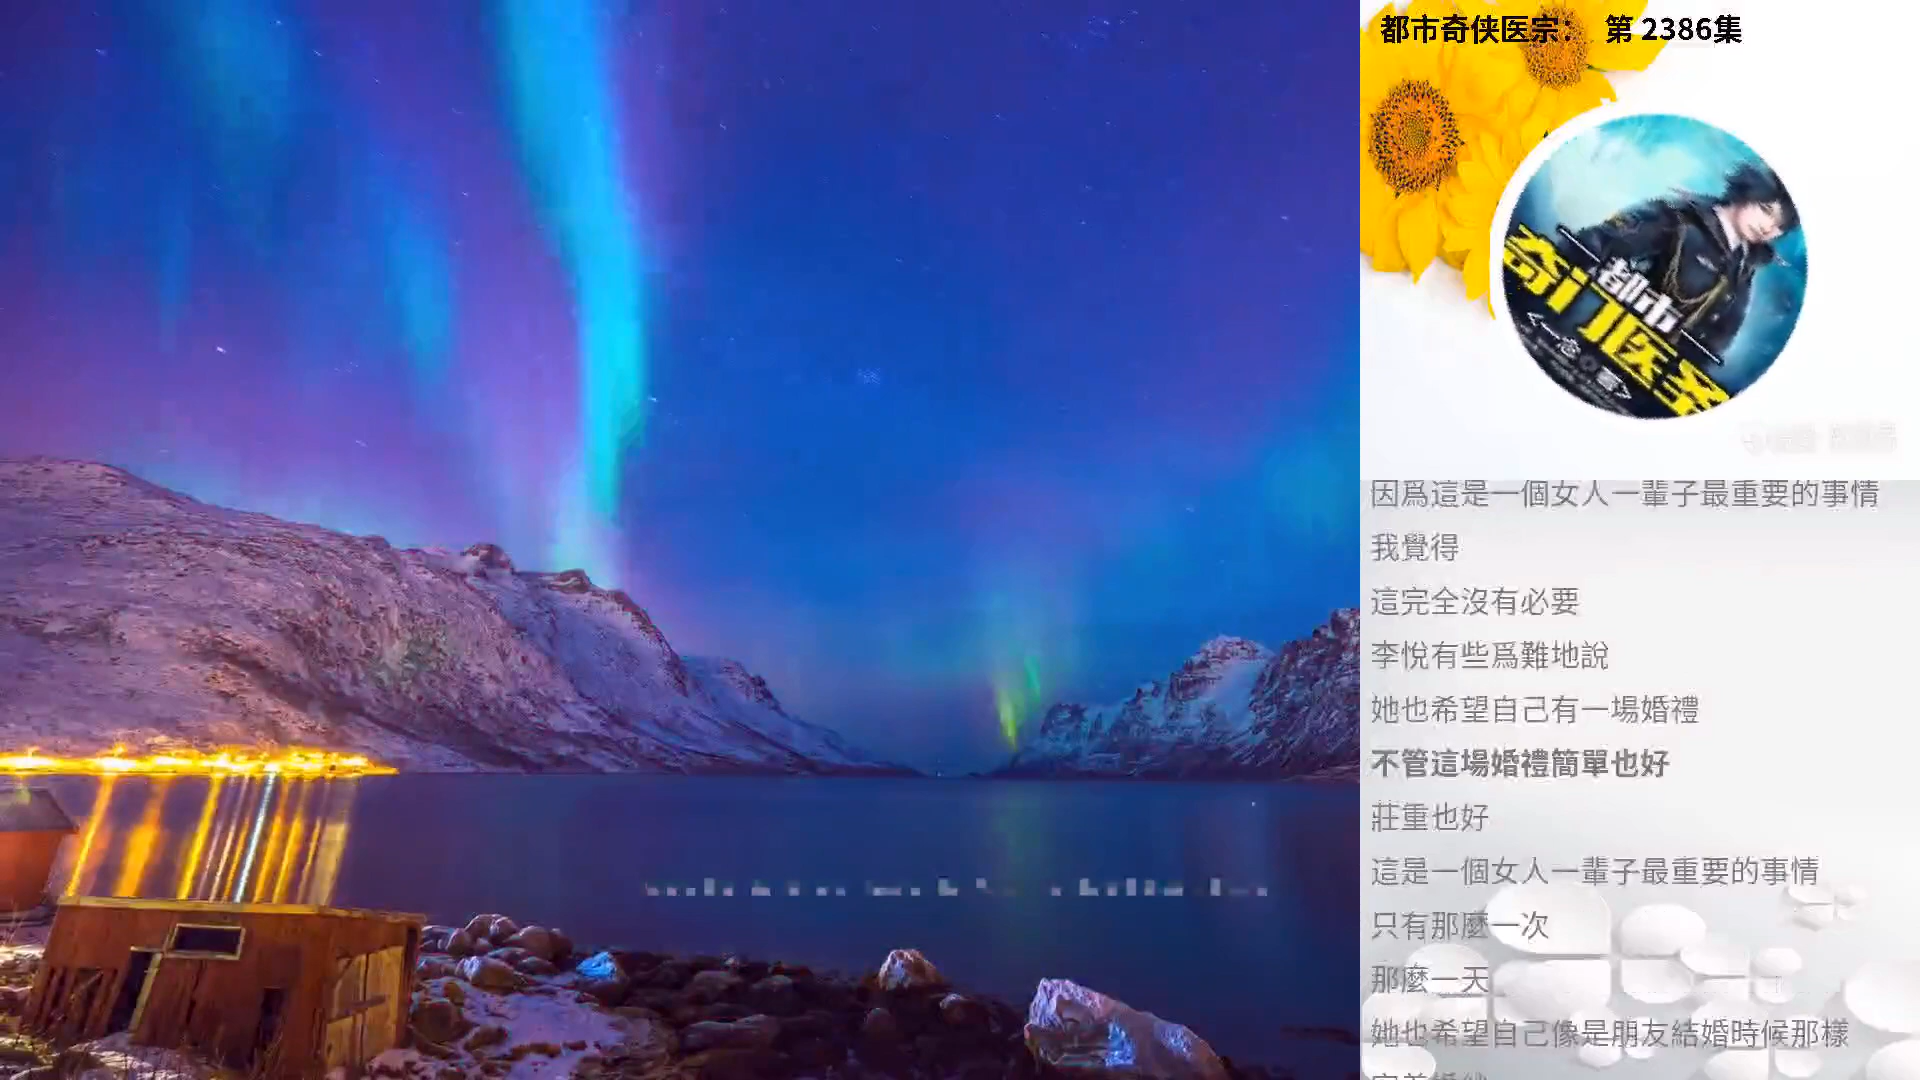 都市奇侠医宗： 第 2386集
都市
奇门医圣
因爲這是一個女人一輩子最重要的事情
我覺得
這完全沒有必要
李悅有些爲難地說
她也希望自己有一場婚禮
不管這場婚禮簡單也好
莊重也好
這是一個女人一輩子最重要的事情
只有那麼一次
那麼一天
她也希望自己像是朋友結婚時候那樣